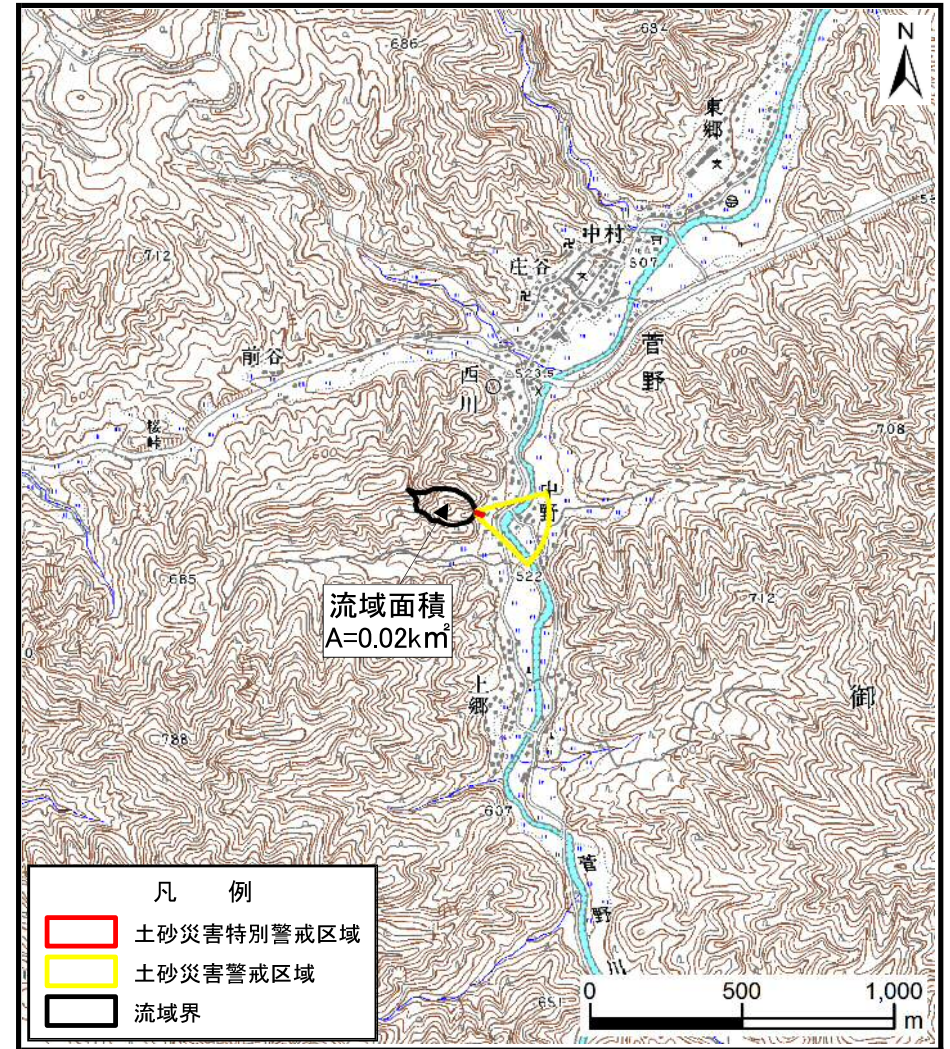 686
684
N
東郷
中村
507
庄谷
712
菅野
前谷
523.5
西川
桜峠
600
708
中野
522
685
流域面積
A=0.02km²
712
上郷
御
788
607
菅野川
651
凡 例
土砂災害特別警戒区域
土砂災害警戒区域
流域界
0 500 1,000
m